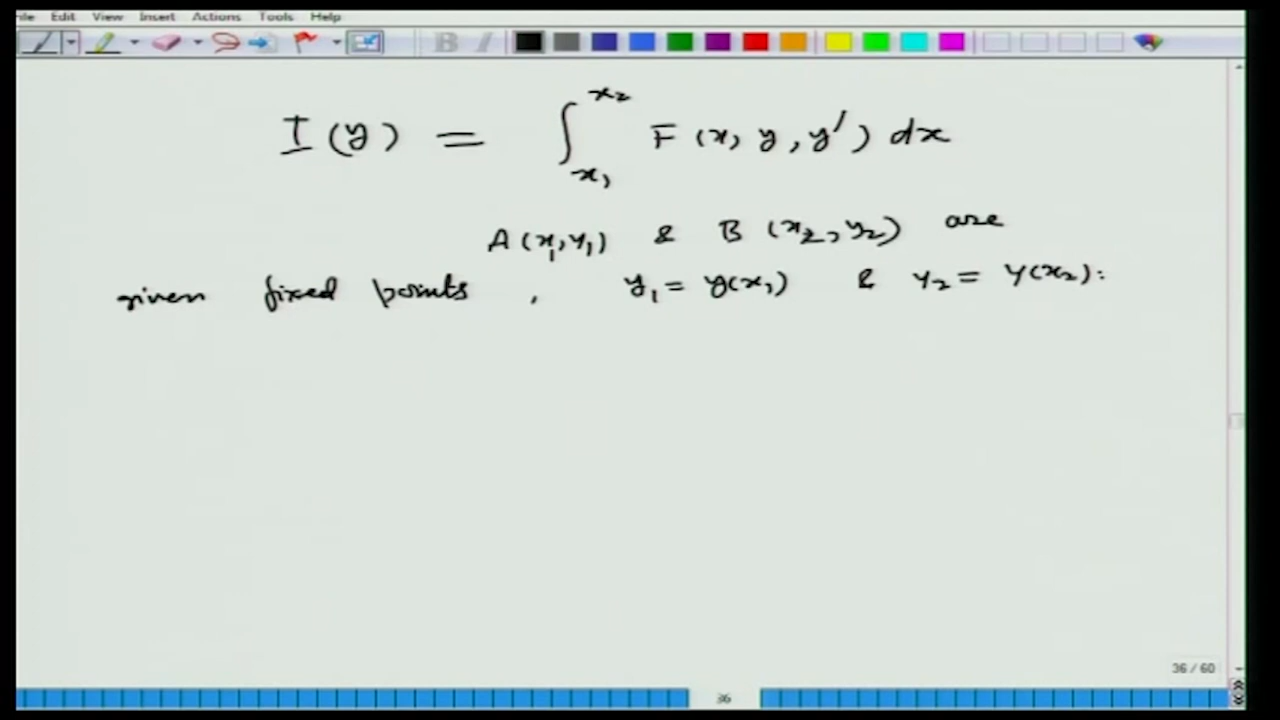 ile Edit View Insert Actions Tools Help
B I
I(y) = ∫_{x₁}^{x₂} F(x, y, y′) dx
A(x₁, y₁) & B(x₂, y₂) are
given fixed points, y₁ = y(x₁) & y₂ = y(x₂).
36 / 60
36